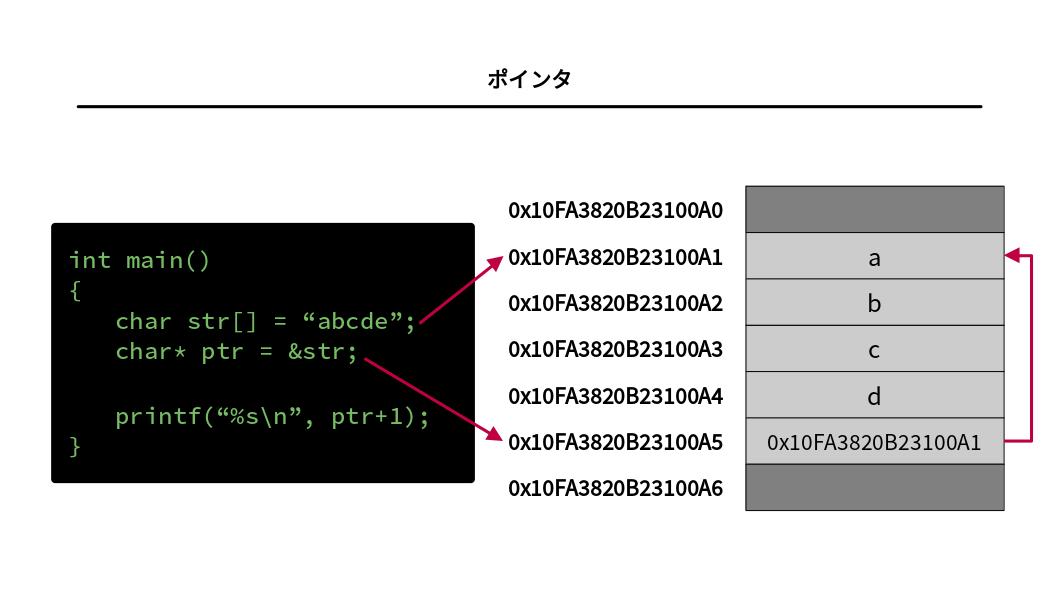 ポインタ
int main()
{
char str[] = “abcde”;
char* ptr = &str;
printf(“%s\n”, ptr+1);
}
0x10FA3820B23100A0
0x10FA3820B23100A1 a
0x10FA3820B23100A2 b
0x10FA3820B23100A3 c
0x10FA3820B23100A4 d
0x10FA3820B23100A5 0x10FA3820B23100A1
0x10FA3820B23100A6